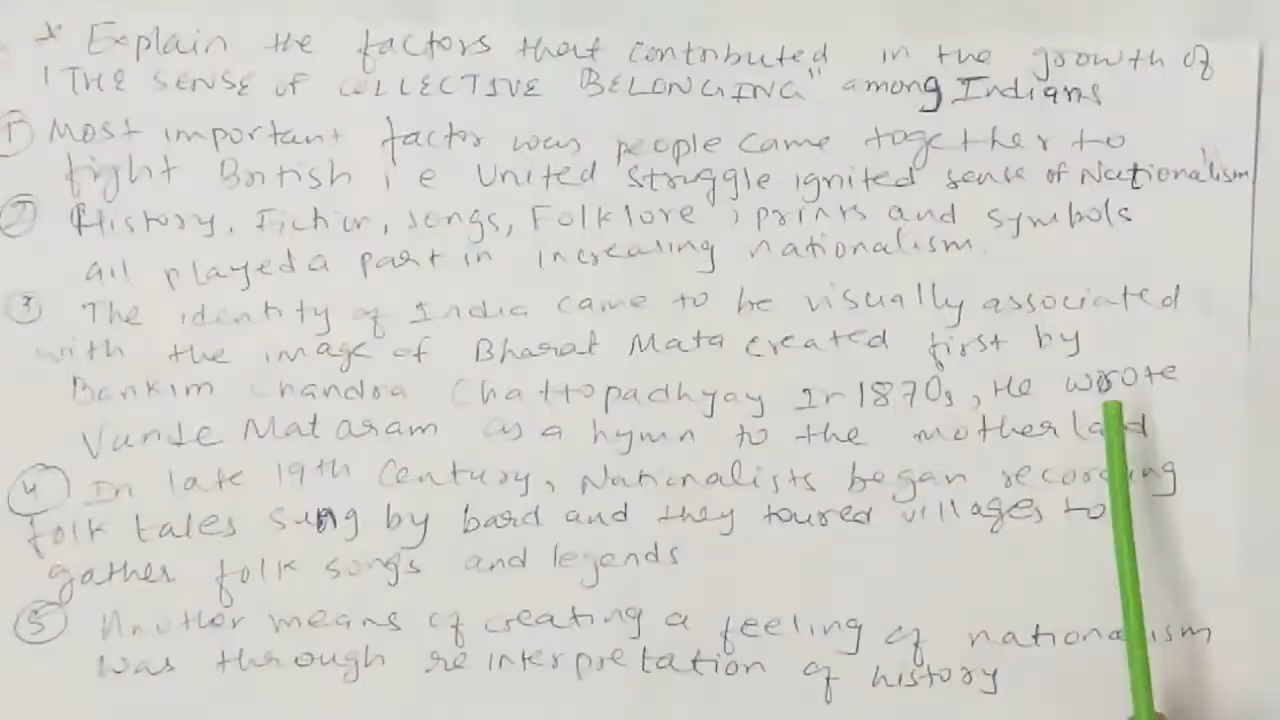 * Explain the factors that contributed in the growth of
"THE SENSE OF COLLECTIVE BELONGING" among Indians
① Most important factor was people came together to
fight British i e United struggle ignited sense of Nationalism
② History, Fiction, songs, Folklore, prints and symbols
all played a part in increasing nationalism.
③ The identity of India came to be visually associated
with the image of Bharat Mata created first by
Bankim Chandra Chattopadhyay In 1870s, He wrote
Vande Mataram as a hymn to the motherland
④ In late 19th Century, Nationalists began recording
folk tales sung by bard and they toured villages to
gather folk songs and legends
⑤ Another means of creating a feeling of nationalism
was through reinterpretation of history